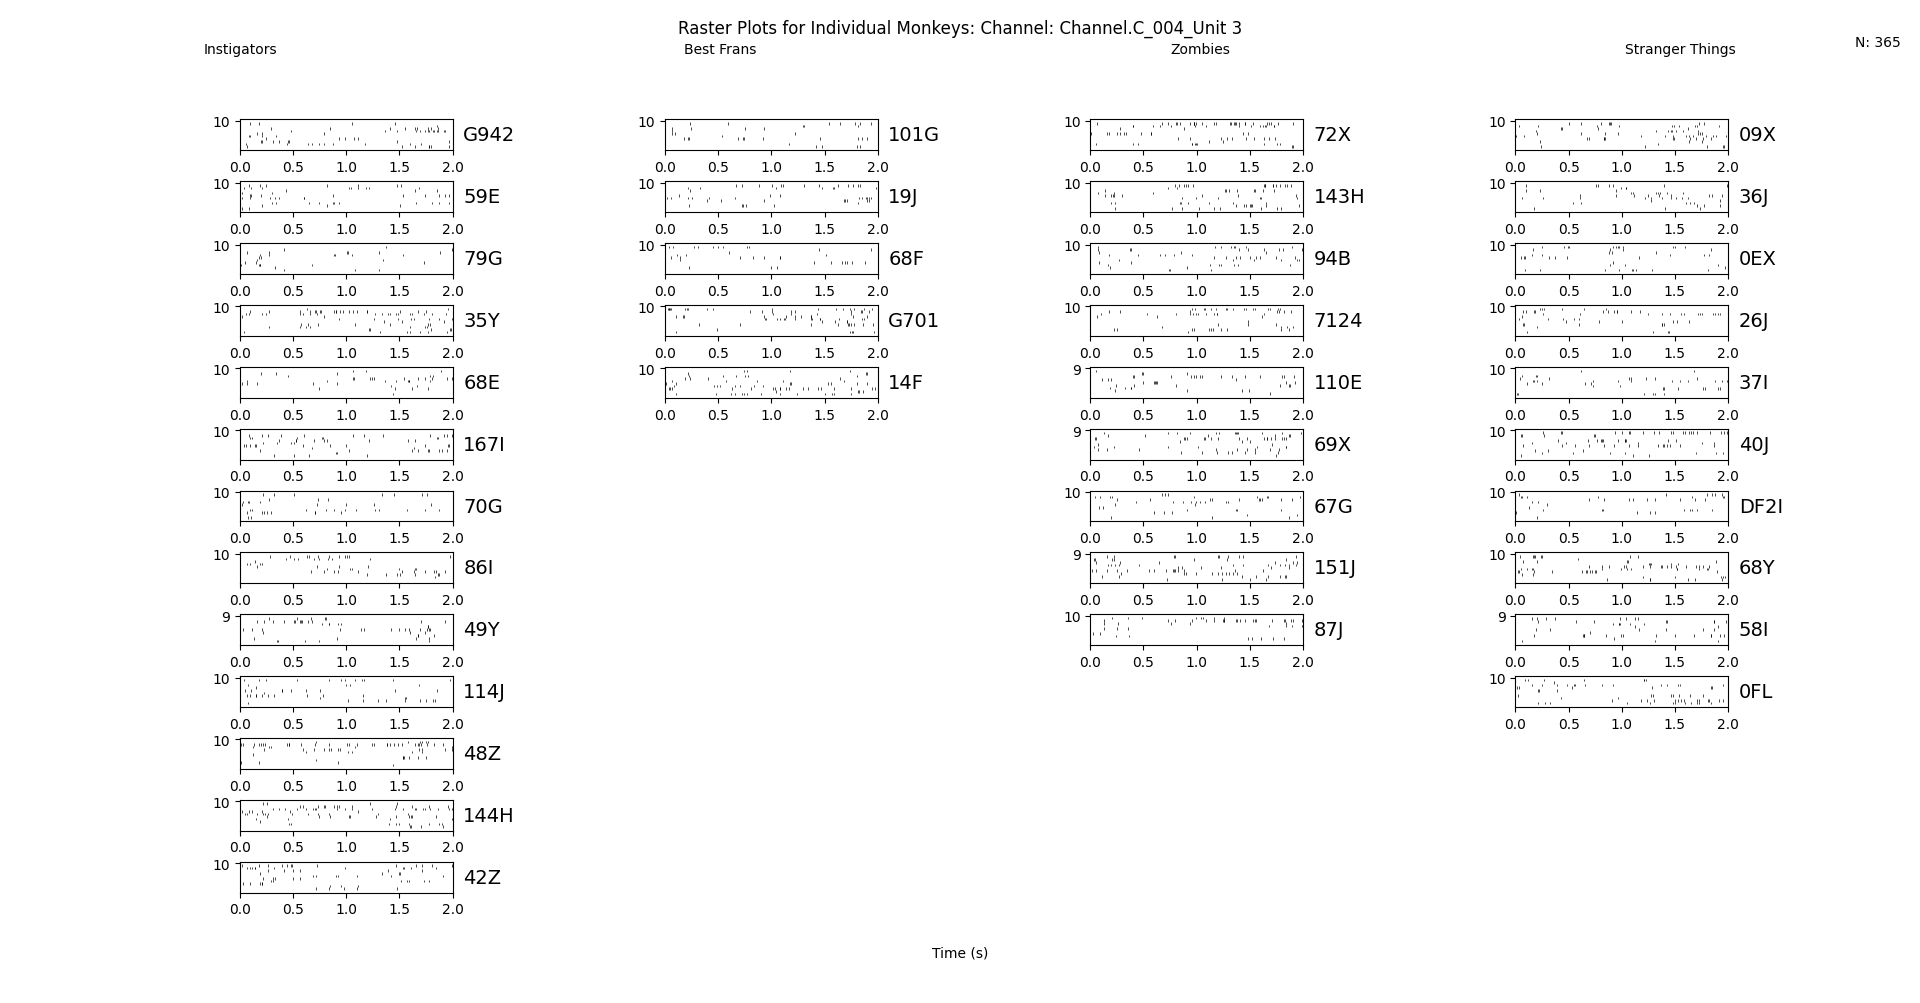 Raster Plots for Individual Monkeys: Channel: Channel.C_004_Unit 3
N: 365
Instigators Best Frans Zombies Stranger Things
10 G942 10 101G 10 72X 10 09X
0.0 0.5 1.0 1.5 2.0 0.0 0.5 1.0 1.5 2.0 0.0 0.5 1.0 1.5 2.0 0.0 0.5 1.0 1.5 2.0
10 59E 10 19J 10 143H 10 36J
0.0 0.5 1.0 1.5 2.0 0.0 0.5 1.0 1.5 2.0 0.0 0.5 1.0 1.5 2.0 0.0 0.5 1.0 1.5 2.0
10 79G 10 68F 10 94B 10 0EX
0.0 0.5 1.0 1.5 2.0 0.0 0.5 1.0 1.5 2.0 0.0 0.5 1.0 1.5 2.0 0.0 0.5 1.0 1.5 2.0
10 35Y 10 G701 10 7124 10 26J
0.0 0.5 1.0 1.5 2.0 0.0 0.5 1.0 1.5 2.0 0.0 0.5 1.0 1.5 2.0 0.0 0.5 1.0 1.5 2.0
10 68E 10 14F 9 110E 10 37I
0.0 0.5 1.0 1.5 2.0 0.0 0.5 1.0 1.5 2.0 0.0 0.5 1.0 1.5 2.0 0.0 0.5 1.0 1.5 2.0
10 167I 9 69X 10 40J
0.0 0.5 1.0 1.5 2.0 0.0 0.5 1.0 1.5 2.0 0.0 0.5 1.0 1.5 2.0
10 70G 10 67G 10 DF2I
0.0 0.5 1.0 1.5 2.0 0.0 0.5 1.0 1.5 2.0 0.0 0.5 1.0 1.5 2.0
10 86I 9 151J 10 68Y
0.0 0.5 1.0 1.5 2.0 0.0 0.5 1.0 1.5 2.0 0.0 0.5 1.0 1.5 2.0
9 49Y 10 87J 9 58I
0.0 0.5 1.0 1.5 2.0 0.0 0.5 1.0 1.5 2.0 0.0 0.5 1.0 1.5 2.0
10 114J 10 0FL
0.0 0.5 1.0 1.5 2.0 0.0 0.5 1.0 1.5 2.0
10 48Z
0.0 0.5 1.0 1.5 2.0
10 144H
0.0 0.5 1.0 1.5 2.0
10 42Z
0.0 0.5 1.0 1.5 2.0
Time (s)